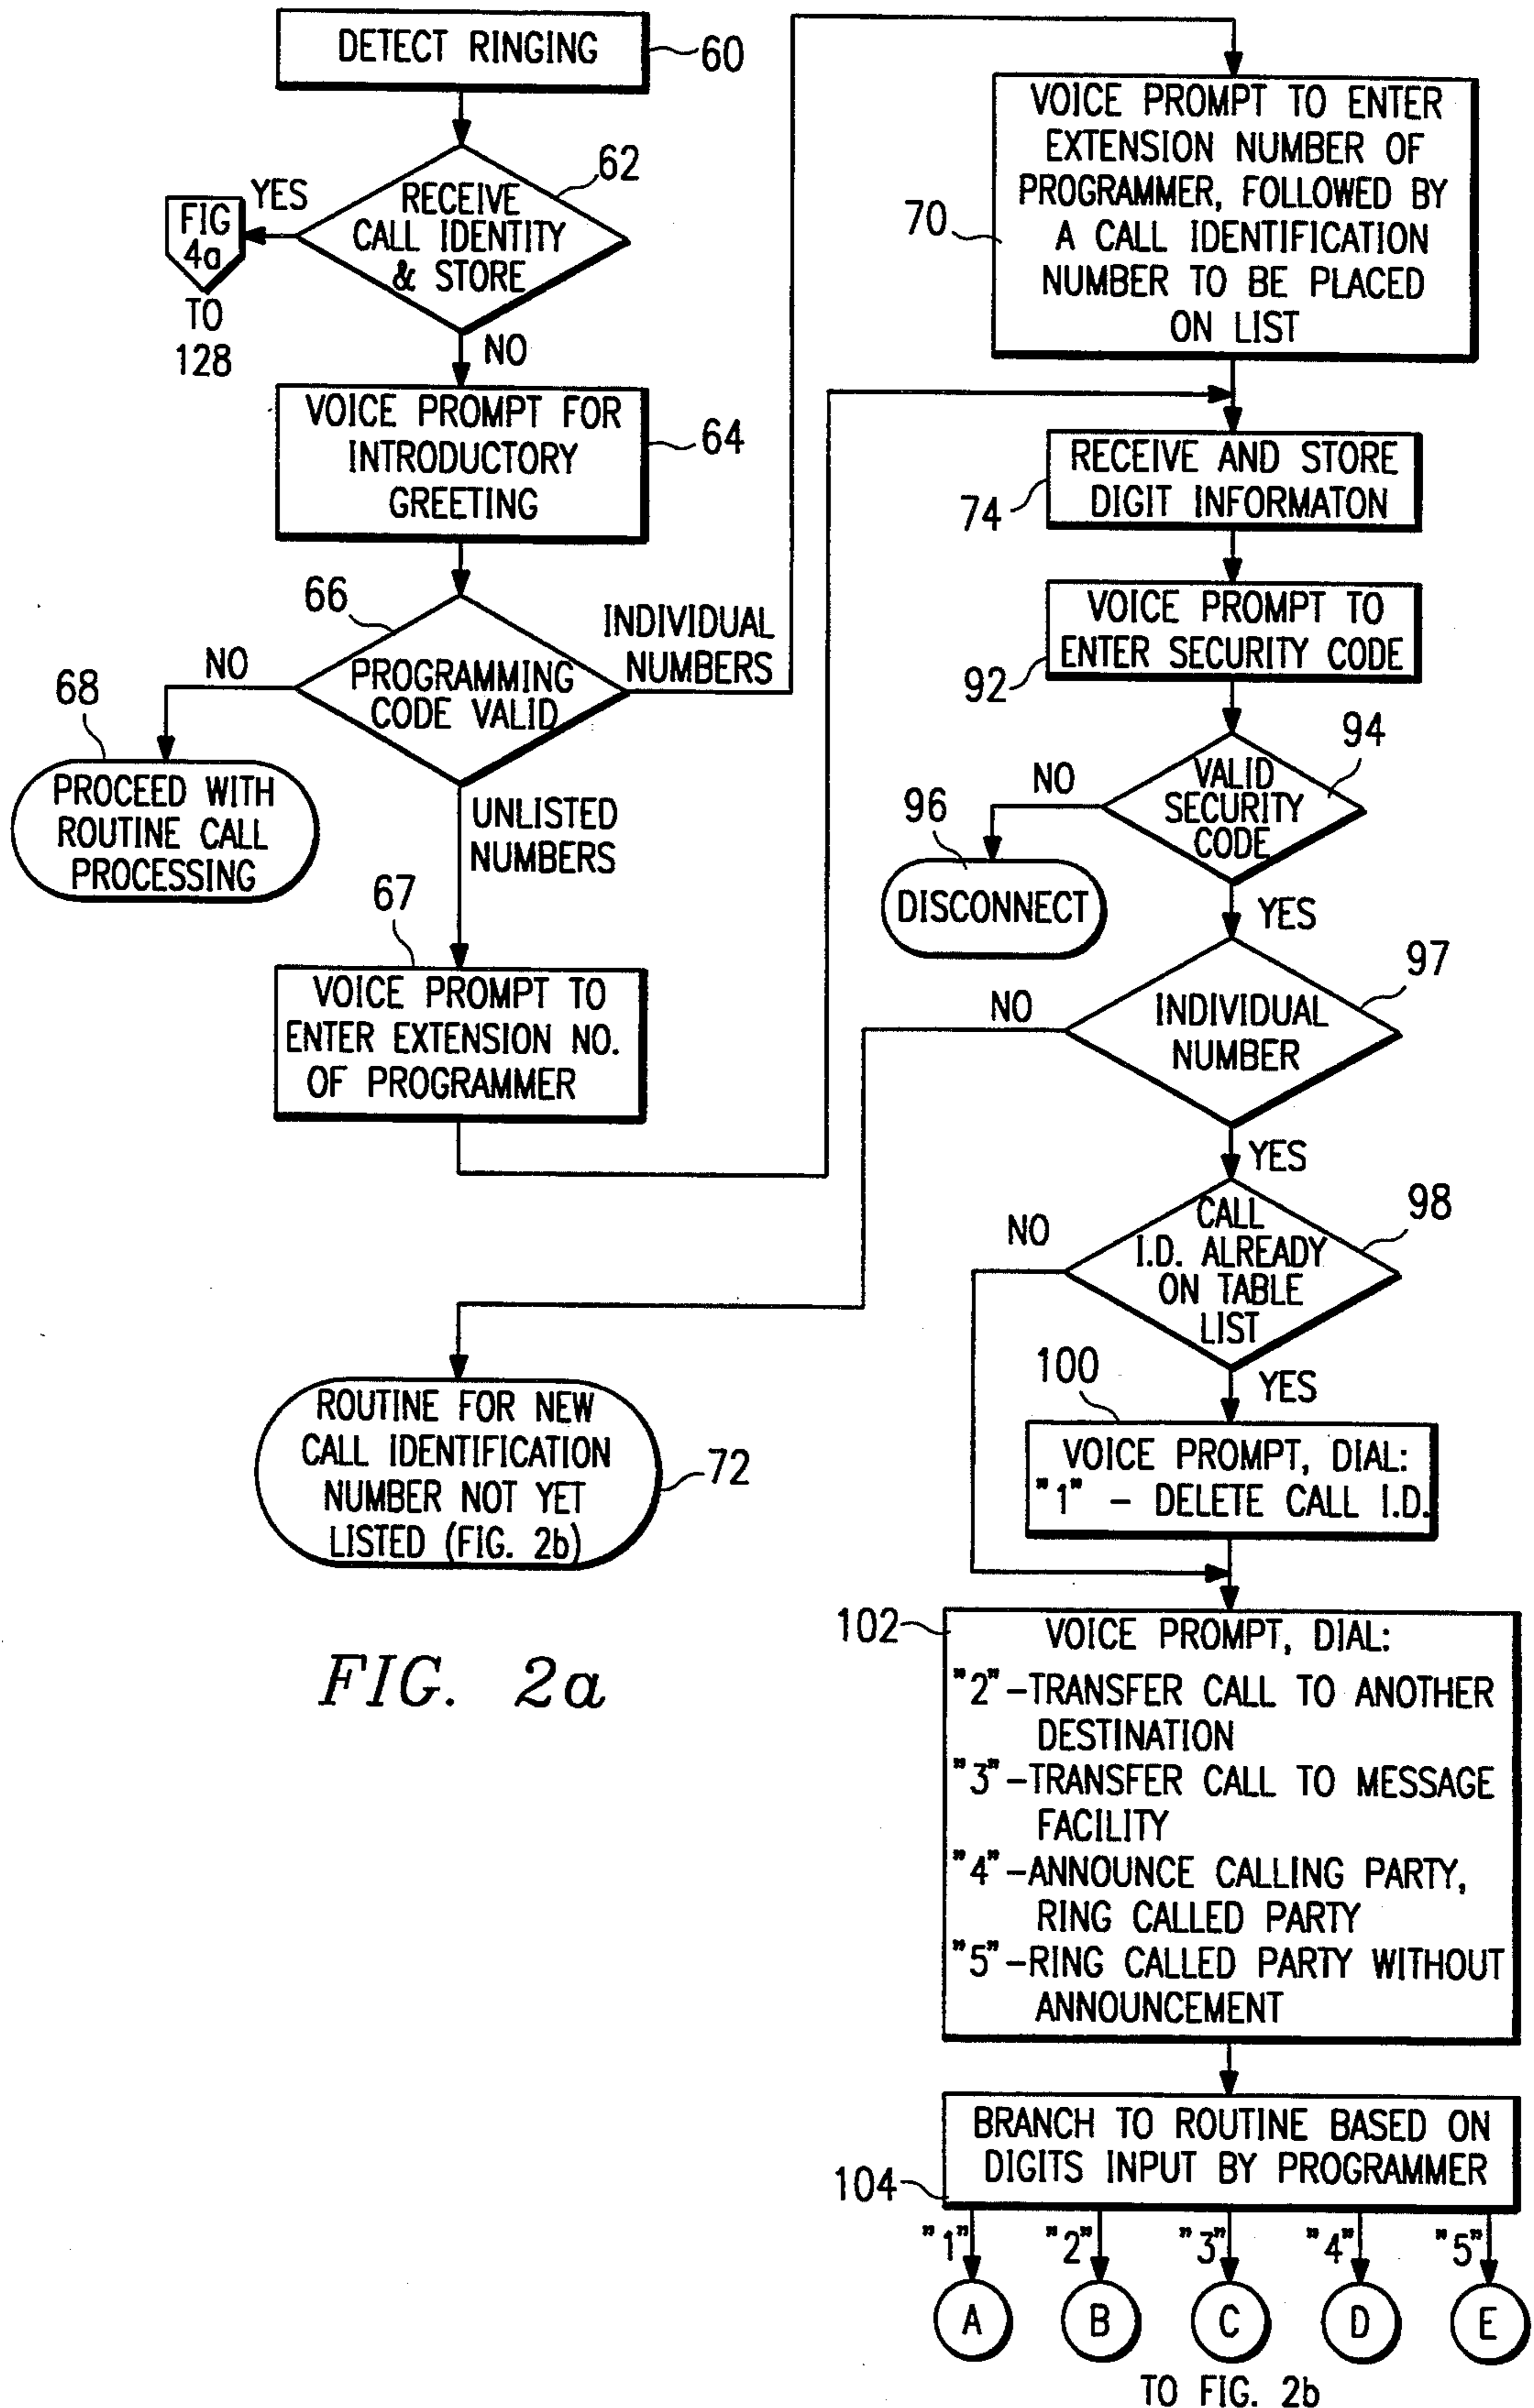 DETECT RINGING
60
62
RECEIVE
CALL IDENTITY
& STORE
YES
FIG
4a
TO
128
NO
VOICE PROMPT FOR
INTRODUCTORY
GREETING
64
66
PROGRAMMING
CODE VALID
NO
68
PROCEED WITH
ROUTINE CALL
PROCESSING
INDIVIDUAL
NUMBERS
UNLISTED
NUMBERS
67
VOICE PROMPT TO
ENTER EXTENSION NO.
OF PROGRAMMER
ROUTINE FOR NEW
CALL IDENTIFICATION
NUMBER NOT YET
LISTED (FIG. 2b)
72
FIG. 2a
70
VOICE PROMPT TO ENTER
EXTENSION NUMBER OF
PROGRAMMER, FOLLOWED BY
A CALL IDENTIFICATION
NUMBER TO BE PLACED
ON LIST
74
RECEIVE AND STORE
DIGIT INFORMATON
VOICE PROMPT TO
ENTER SECURITY CODE
92
94
VALID
SECURITY
CODE
NO
96
DISCONNECT
YES
97
INDIVIDUAL
NUMBER
NO
YES
98
CALL
I.D. ALREADY
ON TABLE
LIST
NO
YES
100
VOICE PROMPT, DIAL:
"1" - DELETE CALL I.D.
102
VOICE PROMPT, DIAL:
"2"-TRANSFER CALL TO ANOTHER
DESTINATION
"3"-TRANSFER CALL TO MESSAGE
FACILITY
"4"-ANNOUNCE CALLING PARTY,
RING CALLED PARTY
"5"-RING CALLED PARTY WITHOUT
ANNOUNCEMENT
BRANCH TO ROUTINE BASED ON
DIGITS INPUT BY PROGRAMMER
104
"1" "2" "3" "4" "5"
A B C D E
TO FIG. 2b